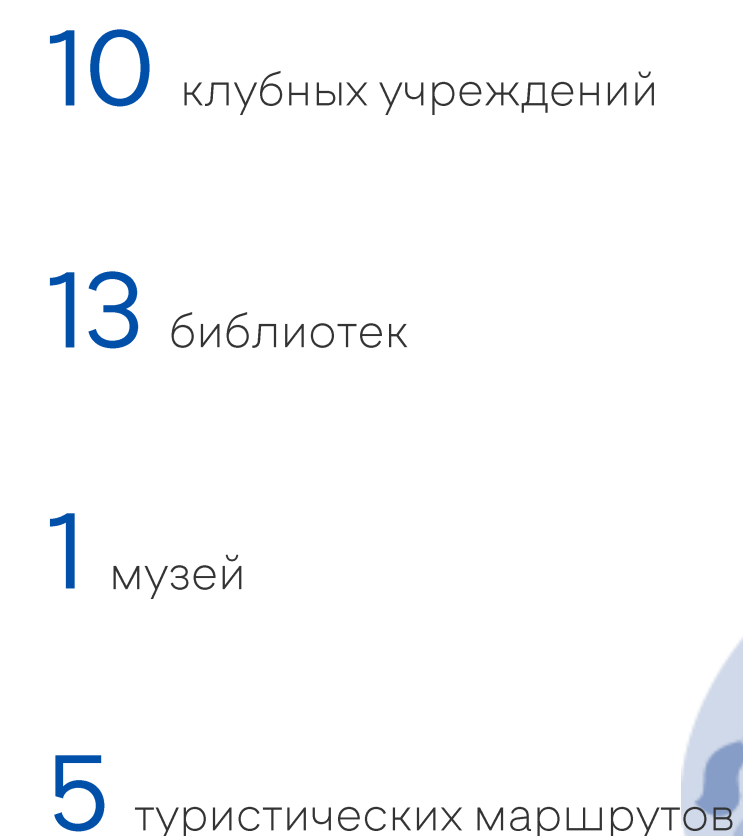 10 клубных учреждений
13 библиотек
1 музей
5 туристических маршрутов